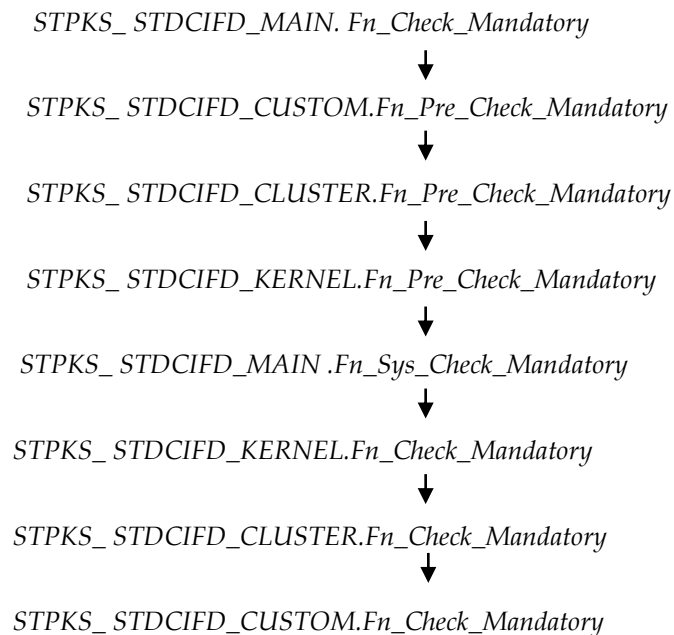 STPKS_ STDCIFD_MAIN. Fn_Check_Mandatory
STPKS_ STDCIFD_CUSTOM.Fn_Pre_Check_Mandatory
STPKS_ STDCIFD_CLUSTER.Fn_Pre_Check_Mandatory
STPKS_ STDCIFD_KERNEL.Fn_Pre_Check_Mandatory
STPKS_ STDCIFD_MAIN .Fn_Sys_Check_Mandatory
STPKS_ STDCIFD_KERNEL.Fn_Check_Mandatory
STPKS_ STDCIFD_CLUSTER.Fn_Check_Mandatory
STPKS_ STDCIFD_CUSTOM.Fn_Check_Mandatory